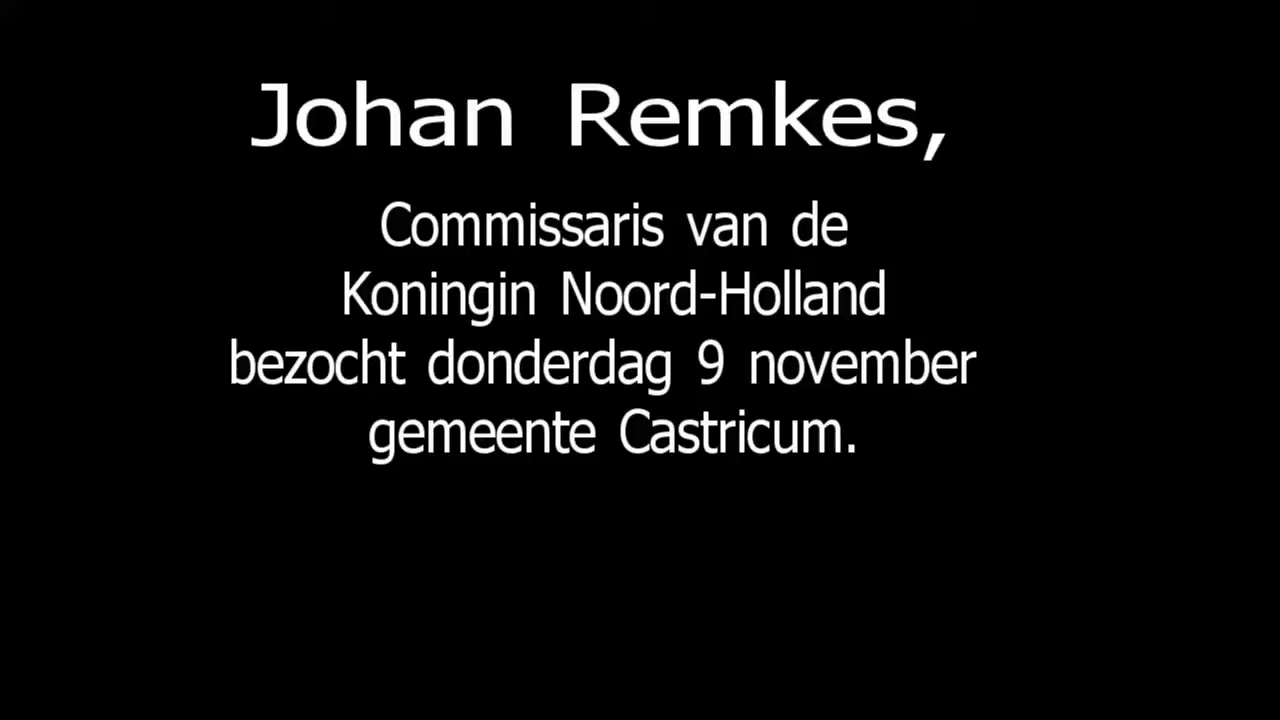 Johan Remkes,
Commissaris van de
Koningin Noord-Holland
bezocht donderdag 9 november
gemeente Castricum.